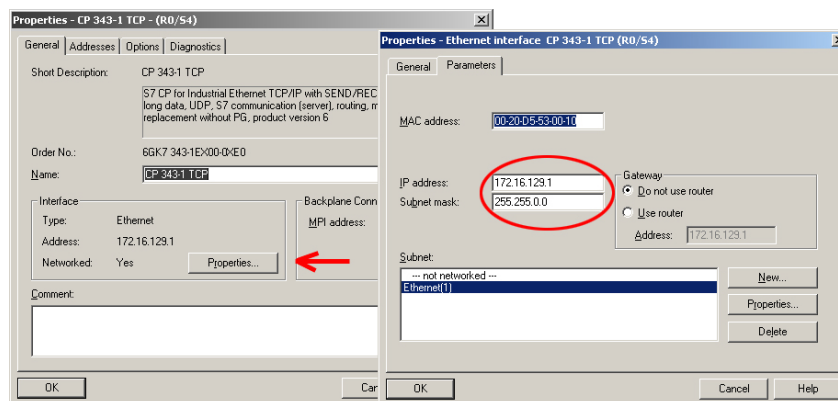 Properties - CP 343-1 TCP - (R0/S4)
General Addresses Options Diagnostics
Short Description: CP 343-1 TCP
S7 CP for Industrial Ethernet TCP/IP with SEND/REC
long data, UDP, S7 communication (server), routing, m
replacement without PG, product version 6
Order No.: 6GK7 343-1EX00-0XE0
Name: CP 343-1 TCP
Interface
Type: Ethernet
Address: 172.16.129.1
Networked: Yes Properties...
Backplane Conn
MPI address:
Comment:
OK Car
Properties - Ethernet interface CP 343-1 TCP (R0/S4)
General Parameters
MAC address: 00-20-D5-53-00-10
IP address: 172.16.129.1
Subnet mask: 255.255.0.0
Gateway
Do not use router
Use router
Address: 172.16.129.1
Subnet:
--- not networked ---
Ethernet(1)
New...
Properties...
Delete
OK Cancel Help